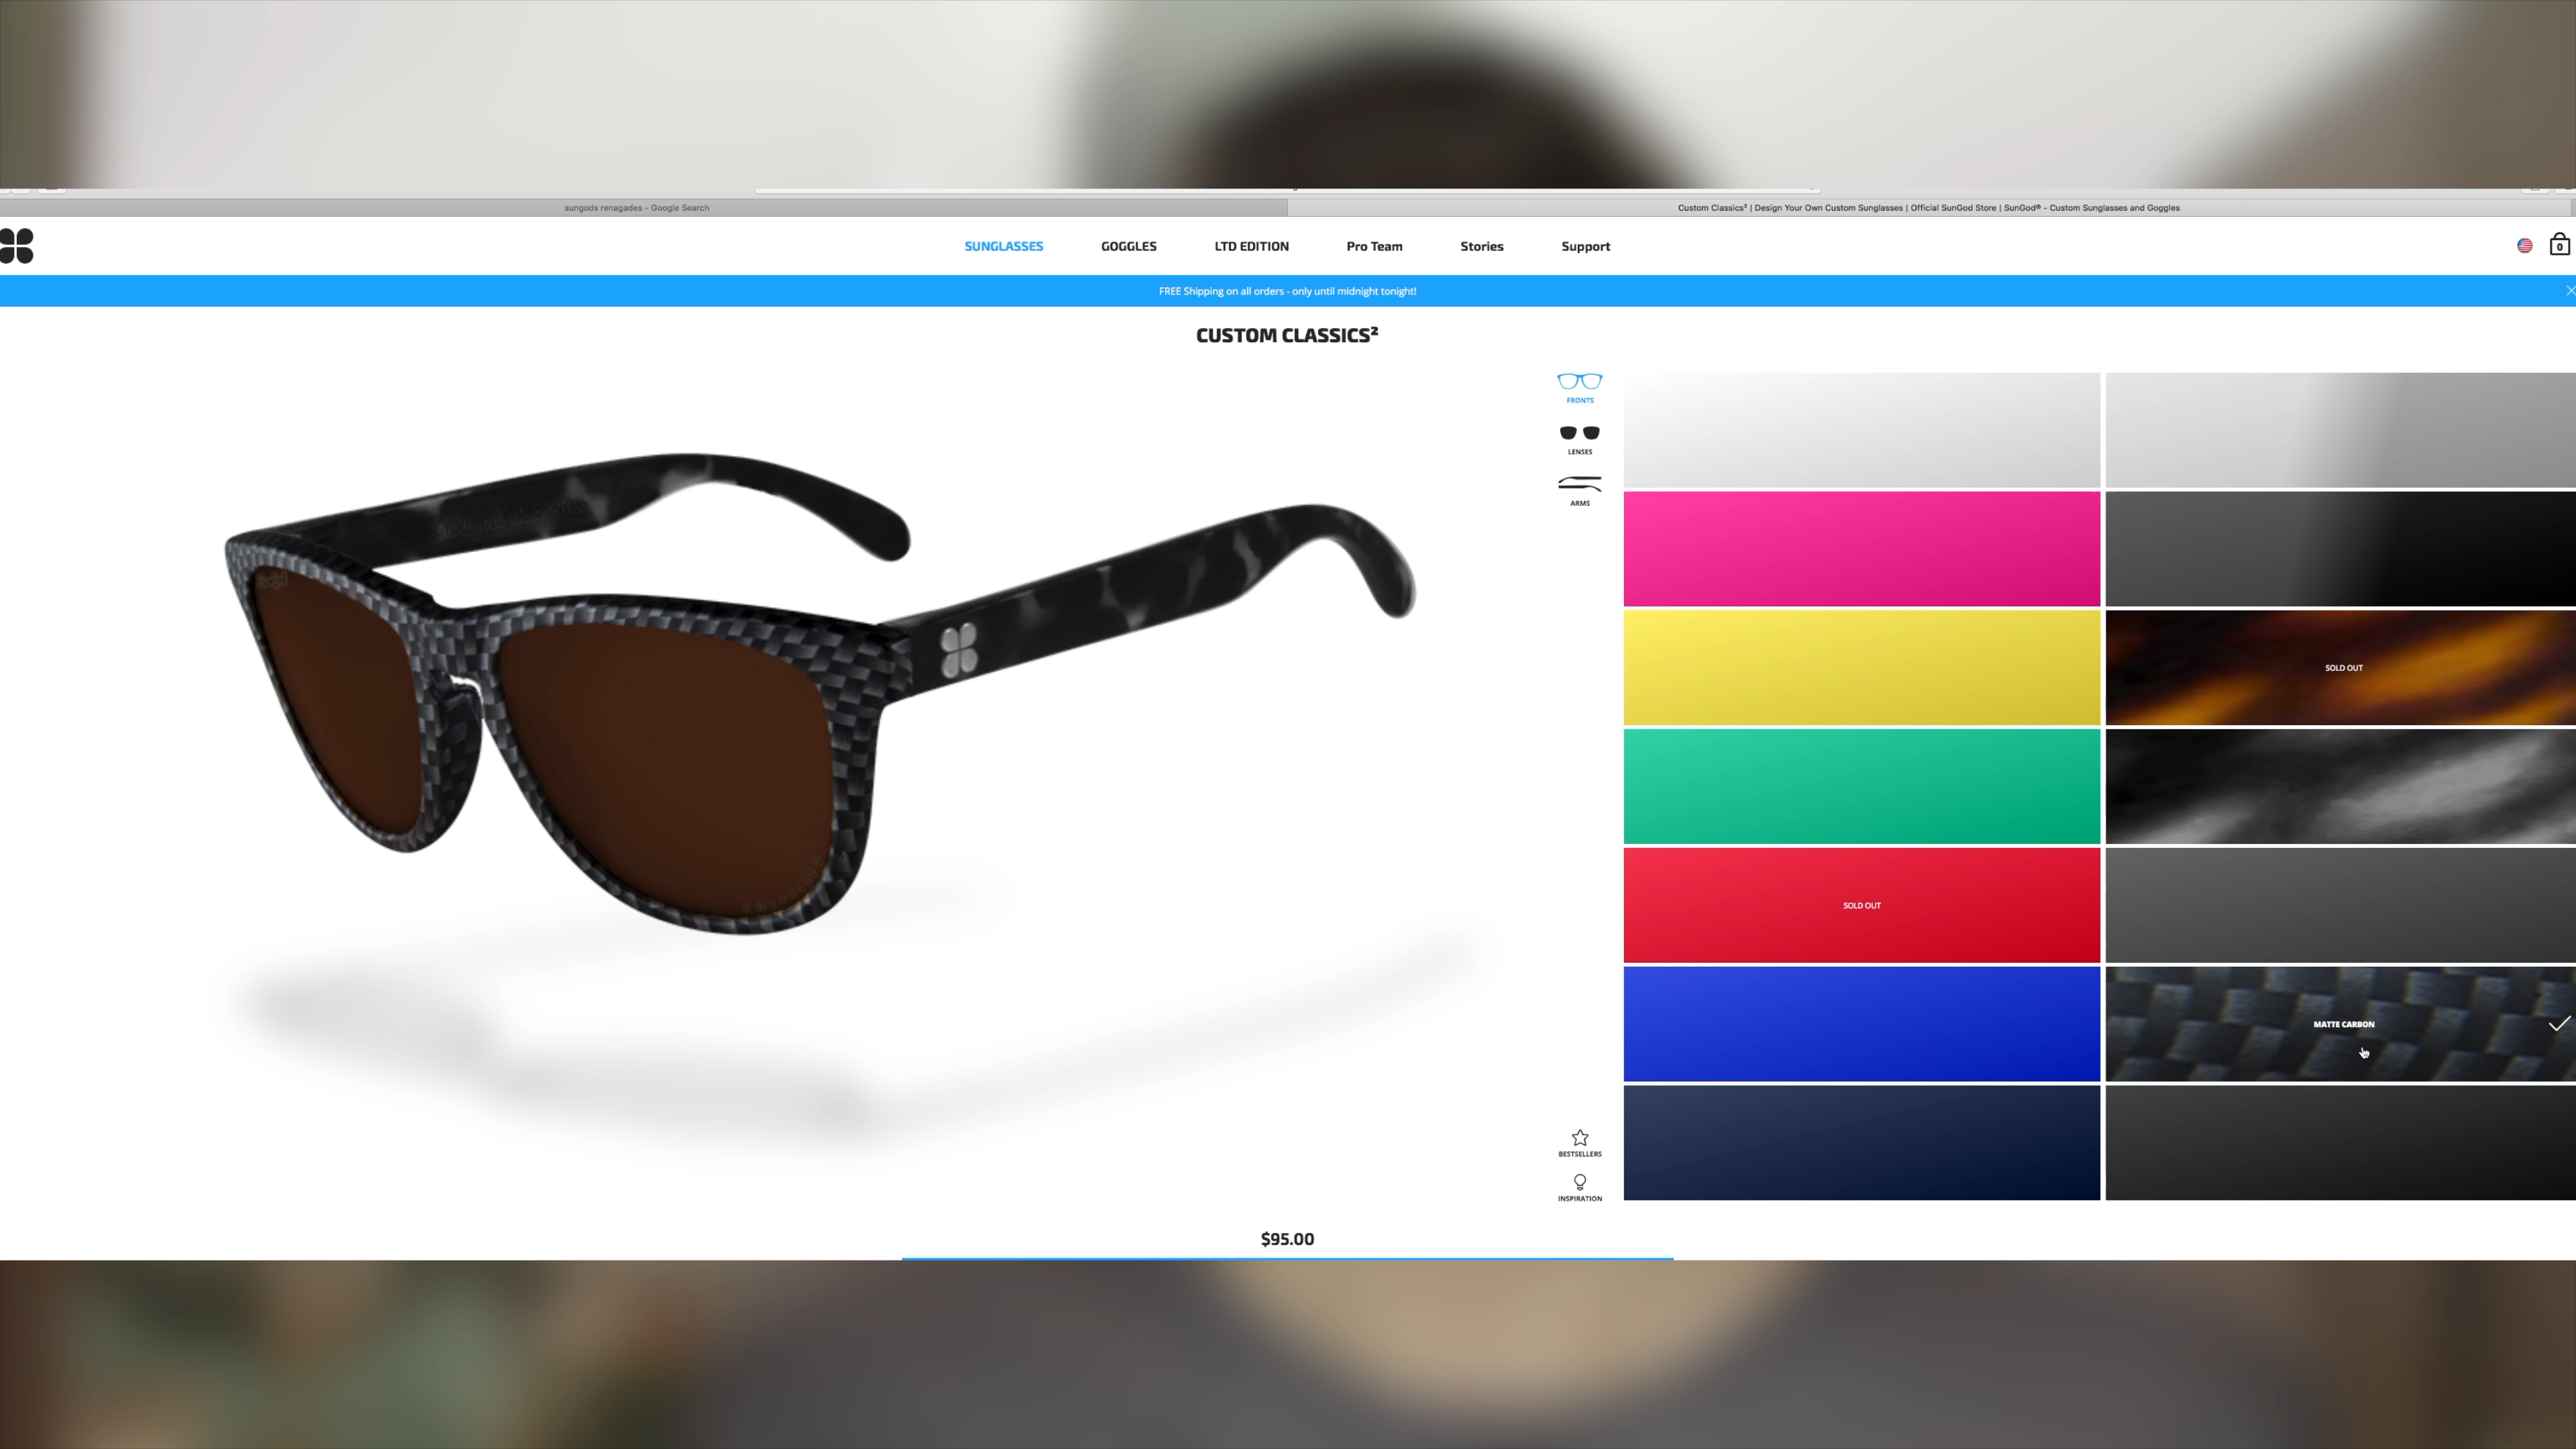 sungods renagades - Google Search
Custom Classics² | Design Your Own Custom Sunglasses | Official SunGod Store | SunGod® - Custom Sunglasses and Goggles
SUNGLASSES
GOGGLES
LTD EDITION
Pro Team
Stories
Support
0
FREE Shipping on all orders - only until midnight tonight!
CUSTOM CLASSICS²
FRONTS
LENSES
ARMS
SOLD OUT
SOLD OUT
MATTE CARBON
BESTSELLERS
INSPIRATION
$95.00